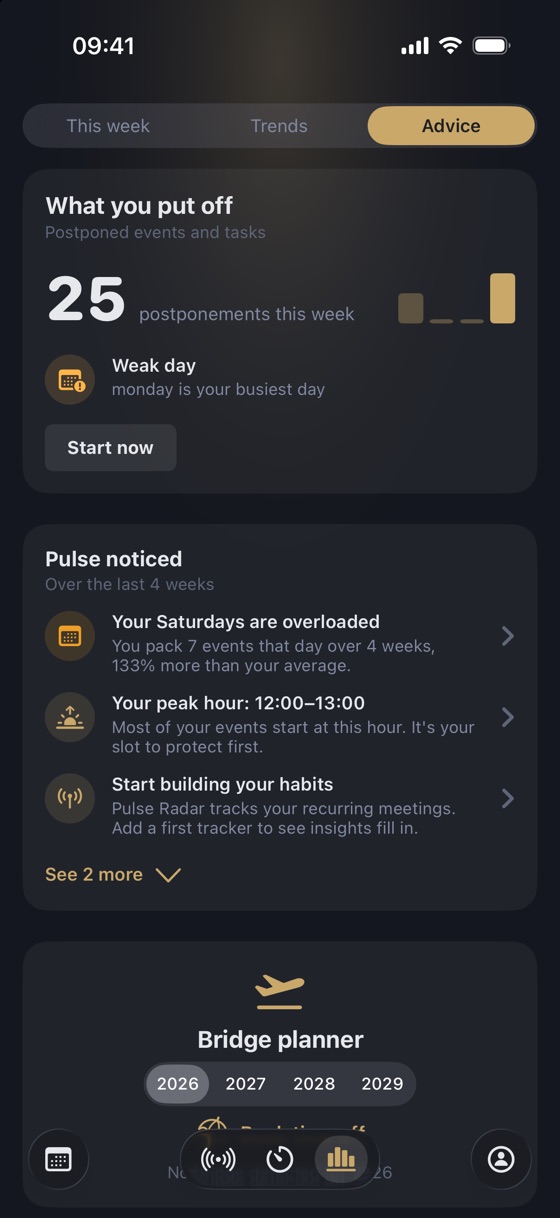 09:41
This week
Trends
Advice
What you put off
Postponed events and tasks
25 postponements this week
Weak day
monday is your busiest day
Start now
Pulse noticed
Over the last 4 weeks
Your Saturdays are overloaded
You pack 7 events that day over 4 weeks,
133% more than your average.
Your peak hour: 12:00–13:00
Most of your events start at this hour. It's your
slot to protect first.
Start building your habits
Pulse Radar tracks your recurring meetings.
Add a first tracker to see insights fill in.
See 2 more
Bridge planner
2026
2027
2028
2029